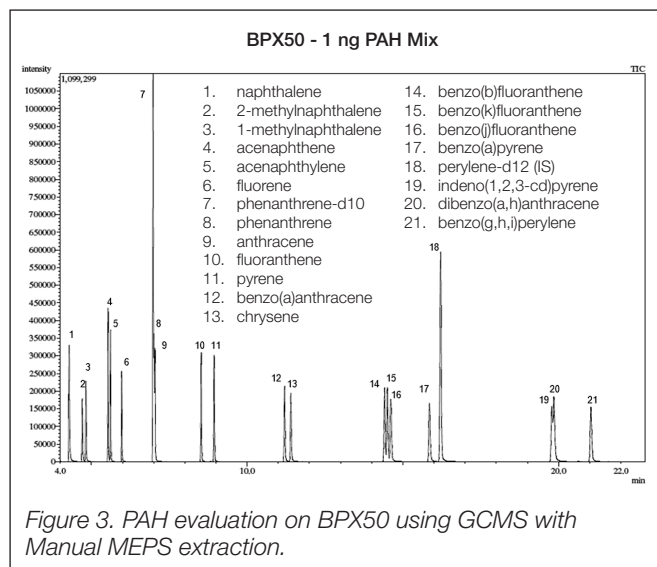 BPX50 - 1 ng PAH Mix
intensity
TIC
1,099,299
1050000
1000000
950000
900000
850000
800000
750000
700000
650000
600000
550000
500000
450000
400000
350000
300000
250000
200000
150000
100000
50000
0
1. naphthalene
2. 2-methylnaphthalene
3. 1-methylnaphthalene
4. acenaphthene
5. acenaphthylene
6. fluorene
7. phenanthrene-d10
8. phenanthrene
9. anthracene
10. fluoranthene
11. pyrene
12. benzo(a)anthracene
13. chrysene
14. benzo(b)fluoranthene
15. benzo(k)fluoranthene
16. benzo(j)fluoranthene
17. benzo(a)pyrene
18. perylene-d12 (IS)
19. indeno(1,2,3-cd)pyrene
20. dibenzo(a,h)anthracene
21. benzo(g,h,i)perylene
1
2
3
4
5
6
7
8
9
10
11
12
13
14
15
16
17
18
19
20
21
4.0
10.0
20.0
22.0
min
Figure 3. PAH evaluation on BPX50 using GCMS with
Manual MEPS extraction.